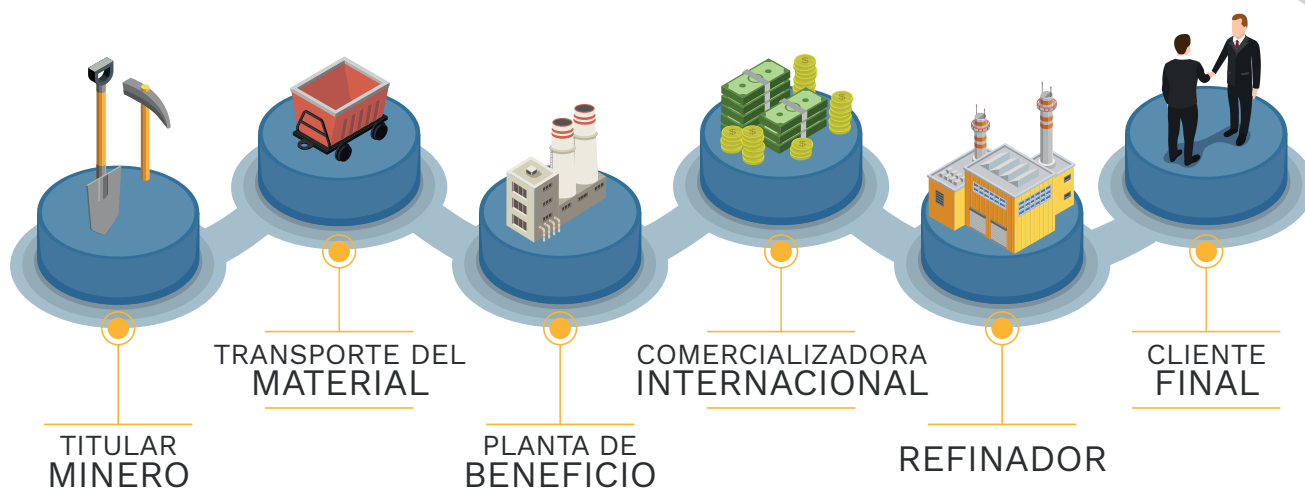 TITULAR
MINERO
TRANSPORTE DEL
MATERIAL
PLANTA DE
BENEFICIO
COMERCIALIZADORA
INTERNACIONAL
REFINADOR
CLIENTE
FINAL